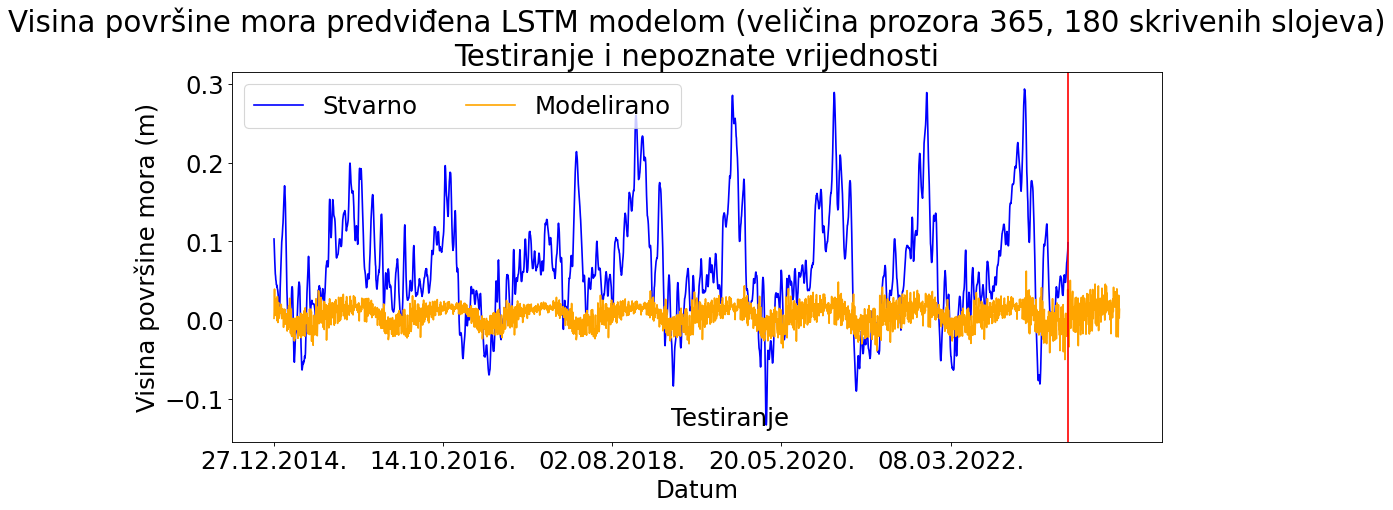 Visina površine mora predviđena LSTM modelom (veličina prozora 365, 180 skrivenih slojeva)
Testiranje i nepoznate vrijednosti
Stvarno Modelirano
0.3
0.2
0.1
0.0
−0.1
Visina površine mora (m)
Testiranje
27.12.2014. 14.10.2016. 02.08.2018. 20.05.2020. 08.03.2022.
Datum